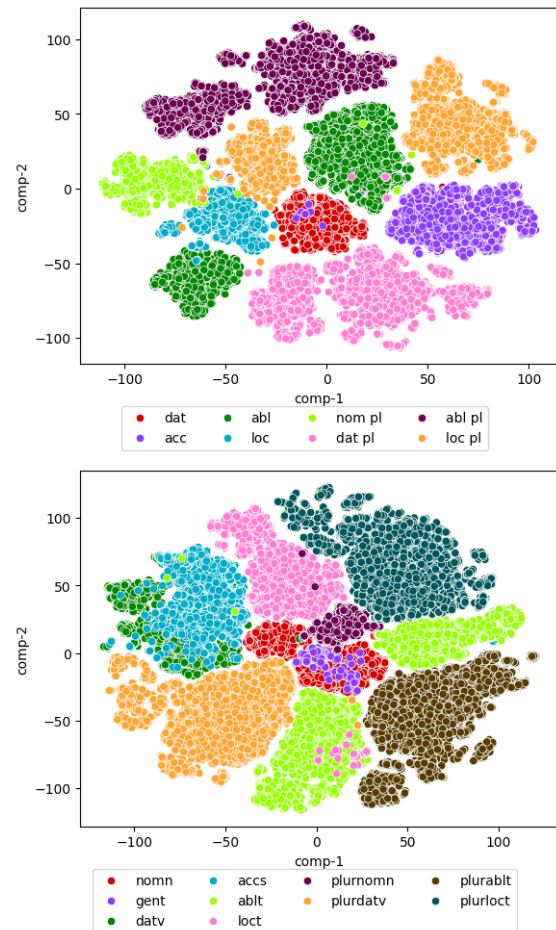 100
50
0
−50
−100
comp-2
−100 −50 0 50 100
comp-1
dat abl nom pl abl pl
acc loc dat pl loc pl
100
50
0
−50
−100
comp-2
−100 −50 0 50 100
comp-1
nomn accs plurnomn plurablt
gent ablt plurdatv plurloct
datv loct